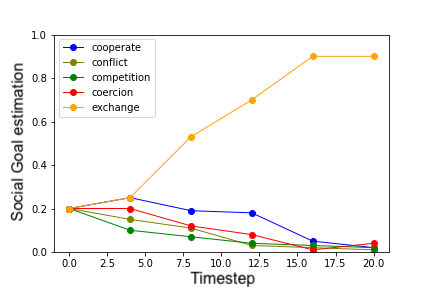 1.0
0.8
0.6
0.4
0.2
0.0
Social Goal estimation
cooperate
conflict
competition
coercion
exchange
0.0 2.5 5.0 7.5 10.0 12.5 15.0 17.5 20.0
Timestep